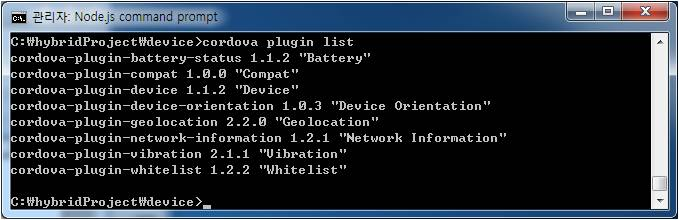 관리자: Node.js command prompt
C:₩hybridProject₩device>cordova plugin list
cordova-plugin-battery-status 1.1.2 "Battery"
cordova-plugin-compat 1.0.0 "Compat"
cordova-plugin-device 1.1.2 "Device"
cordova-plugin-device-orientation 1.0.3 "Device Orientation"
cordova-plugin-geolocation 2.2.0 "Geolocation"
cordova-plugin-network-information 1.2.1 "Network Information"
cordova-plugin-vibration 2.1.1 "Vibration"
cordova-plugin-whitelist 1.2.2 "Whitelist"
C:₩hybridProject₩device>_